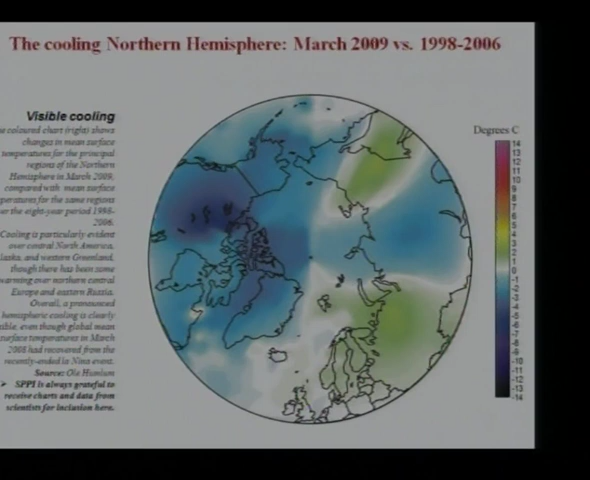 The cooling Northern Hemisphere: March 2009 vs. 1998-2006
Visible cooling
coloured chart (right) shows
changes in mean surface
temperatures for the principal
regions of the Northern
Hemisphere in March 2009,
compared with mean surface
temperatures for the same regions
over the eight-year period 1998-
2006.
Cooling is particularly evident
over central North America,
Alaska, and western Greenland,
though there has been some
warming over northern central
Europe and eastern Russia.
Overall, a pronounced
hemispheric cooling is clearly
visible, even though global mean
surface temperatures in March
had recovered from the
recently-ended la Nina event.
Source: Ole Humlum
➢ SPPI is always grateful to
receive charts and data from
scientists for inclusion here.
Degrees C
14
13
12
11
10
9
8
7
6
5
4
3
2
1
0
-1
-2
-3
-4
-5
-6
-7
-8
-9
-10
-11
-12
-13
-14